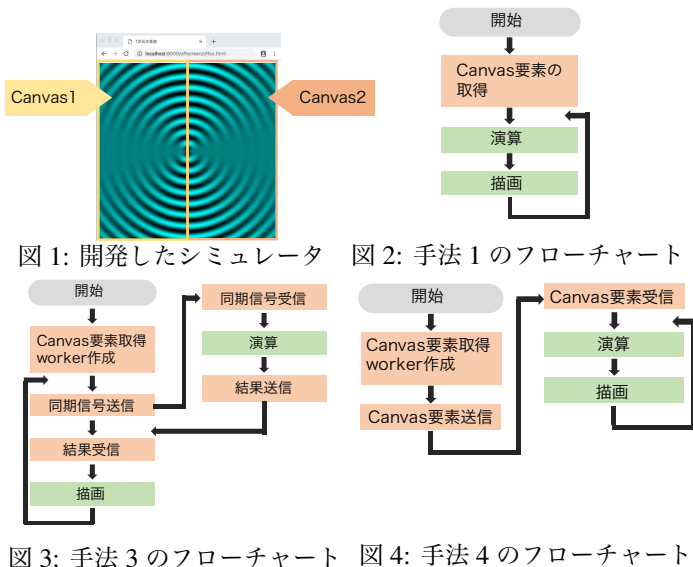 localhost:8000/offscreen/offsc.html
Canvas1
Canvas2
図 1: 開発したシミュレータ
開始
Canvas要素の
取得
演算
描画
図 2: 手法 1 のフローチャート
開始
Canvas要素取得
worker作成
同期信号送信
結果受信
描画
同期信号受信
演算
結果送信
図 3: 手法 3 のフローチャート
開始
Canvas要素取得
worker作成
Canvas要素送信
Canvas要素受信
演算
描画
図 4: 手法 4 のフローチャート